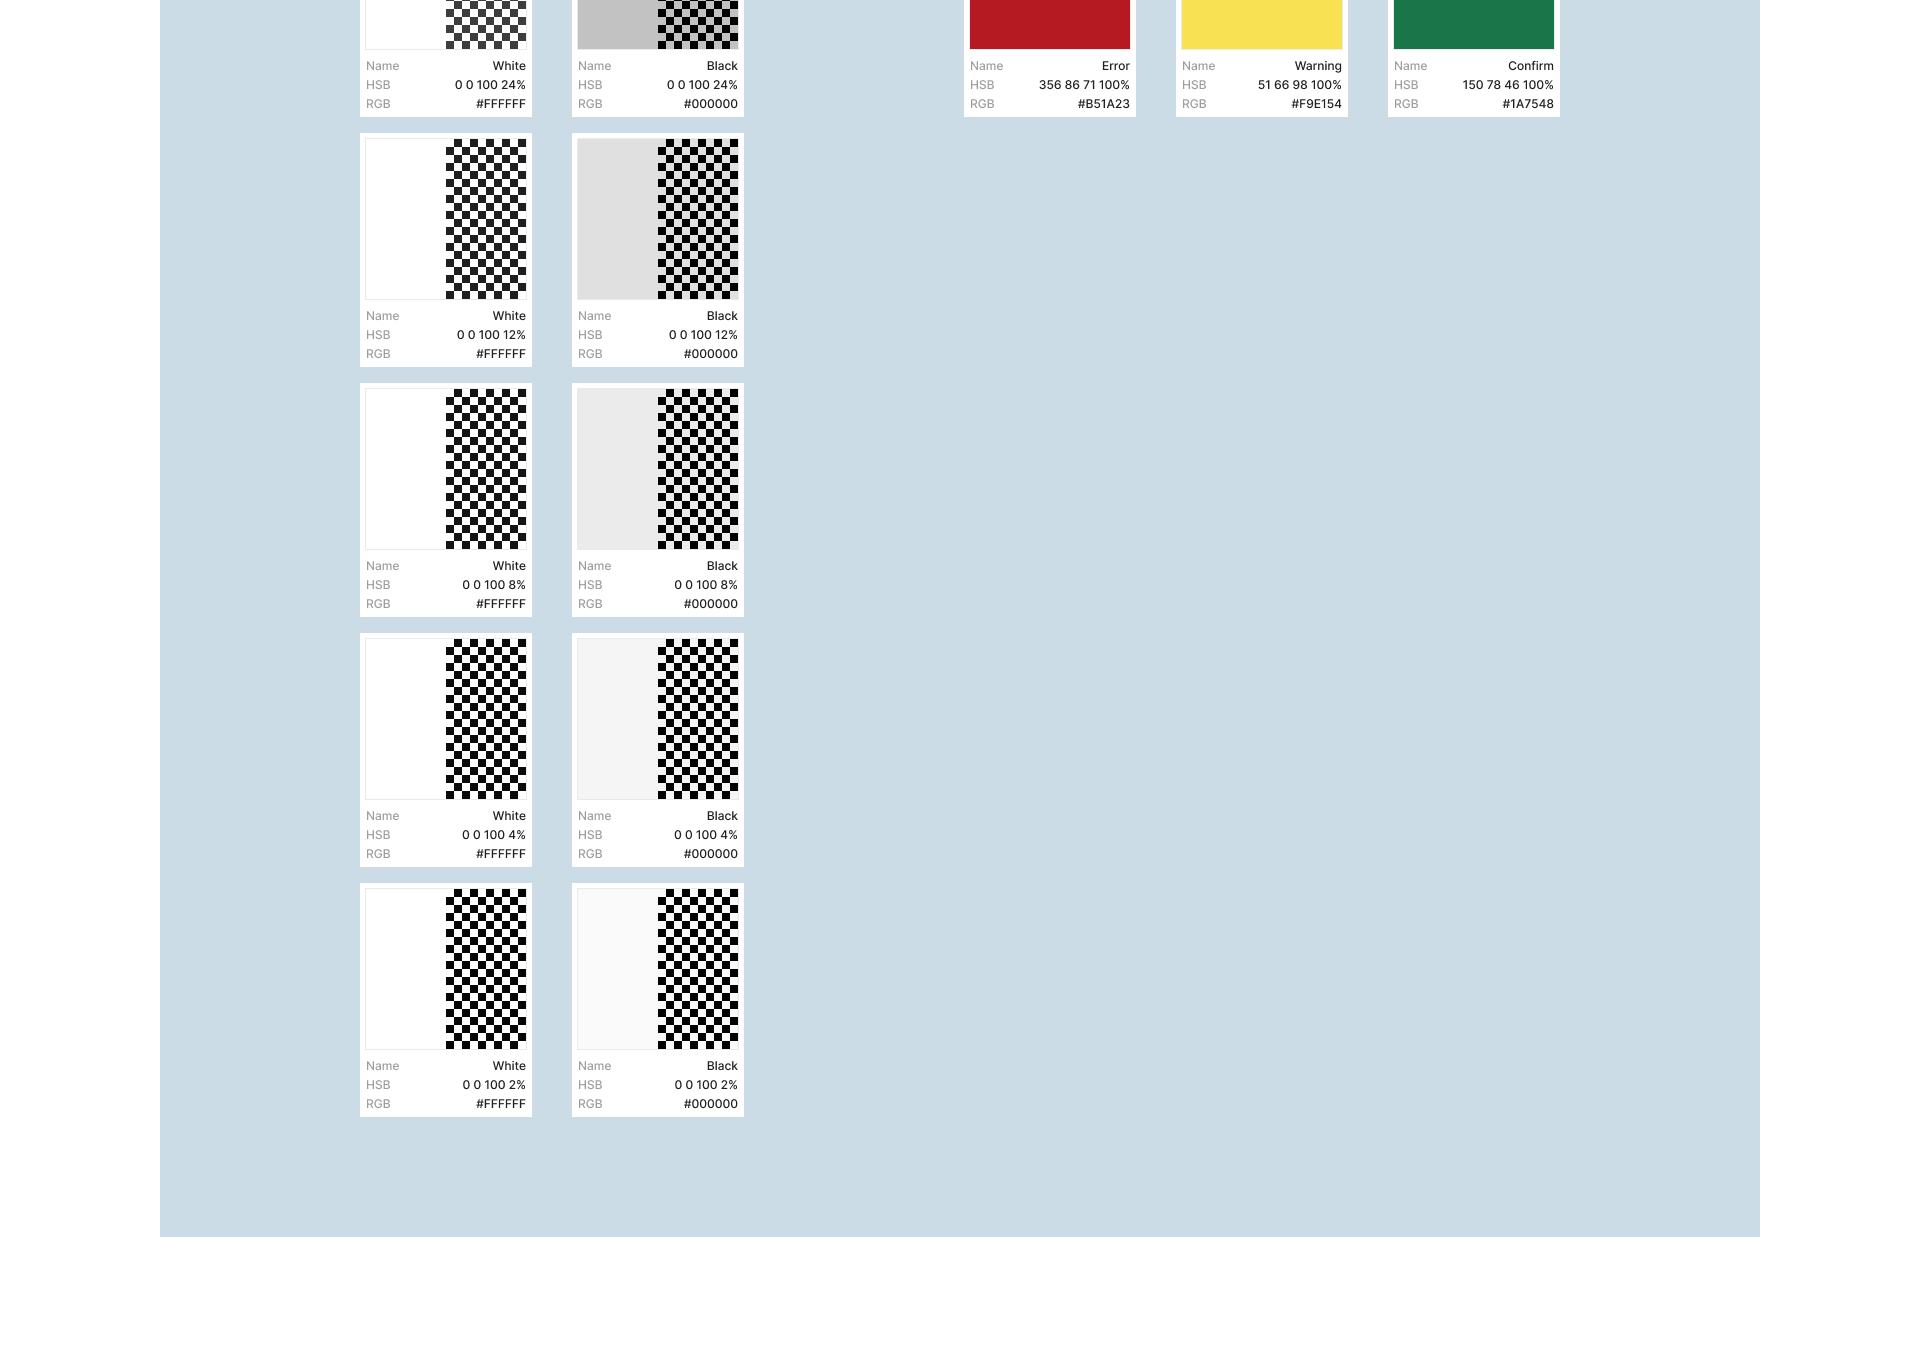 Name White
HSB 0 0 100 24%
RGB #FFFFFF
Name Black
HSB 0 0 100 24%
RGB #000000
Name Error
HSB 356 86 71 100%
RGB #B51A23
Name Warning
HSB 51 66 98 100%
RGB #F9E154
Name Confirm
HSB 150 78 46 100%
RGB #1A7548
Name White
HSB 0 0 100 12%
RGB #FFFFFF
Name Black
HSB 0 0 100 12%
RGB #000000
Name White
HSB 0 0 100 8%
RGB #FFFFFF
Name Black
HSB 0 0 100 8%
RGB #000000
Name White
HSB 0 0 100 4%
RGB #FFFFFF
Name Black
HSB 0 0 100 4%
RGB #000000
Name White
HSB 0 0 100 2%
RGB #FFFFFF
Name Black
HSB 0 0 100 2%
RGB #000000